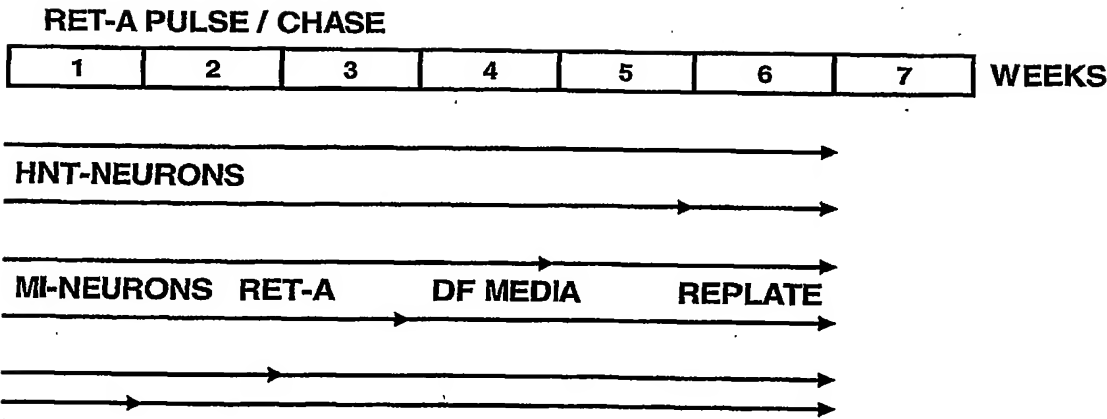 RET-A PULSE / CHASE
1 2 3 4 5 6 7 WEEKS
HNT-NEURONS
MI-NEURONS RET-A DF MEDIA REPLATE